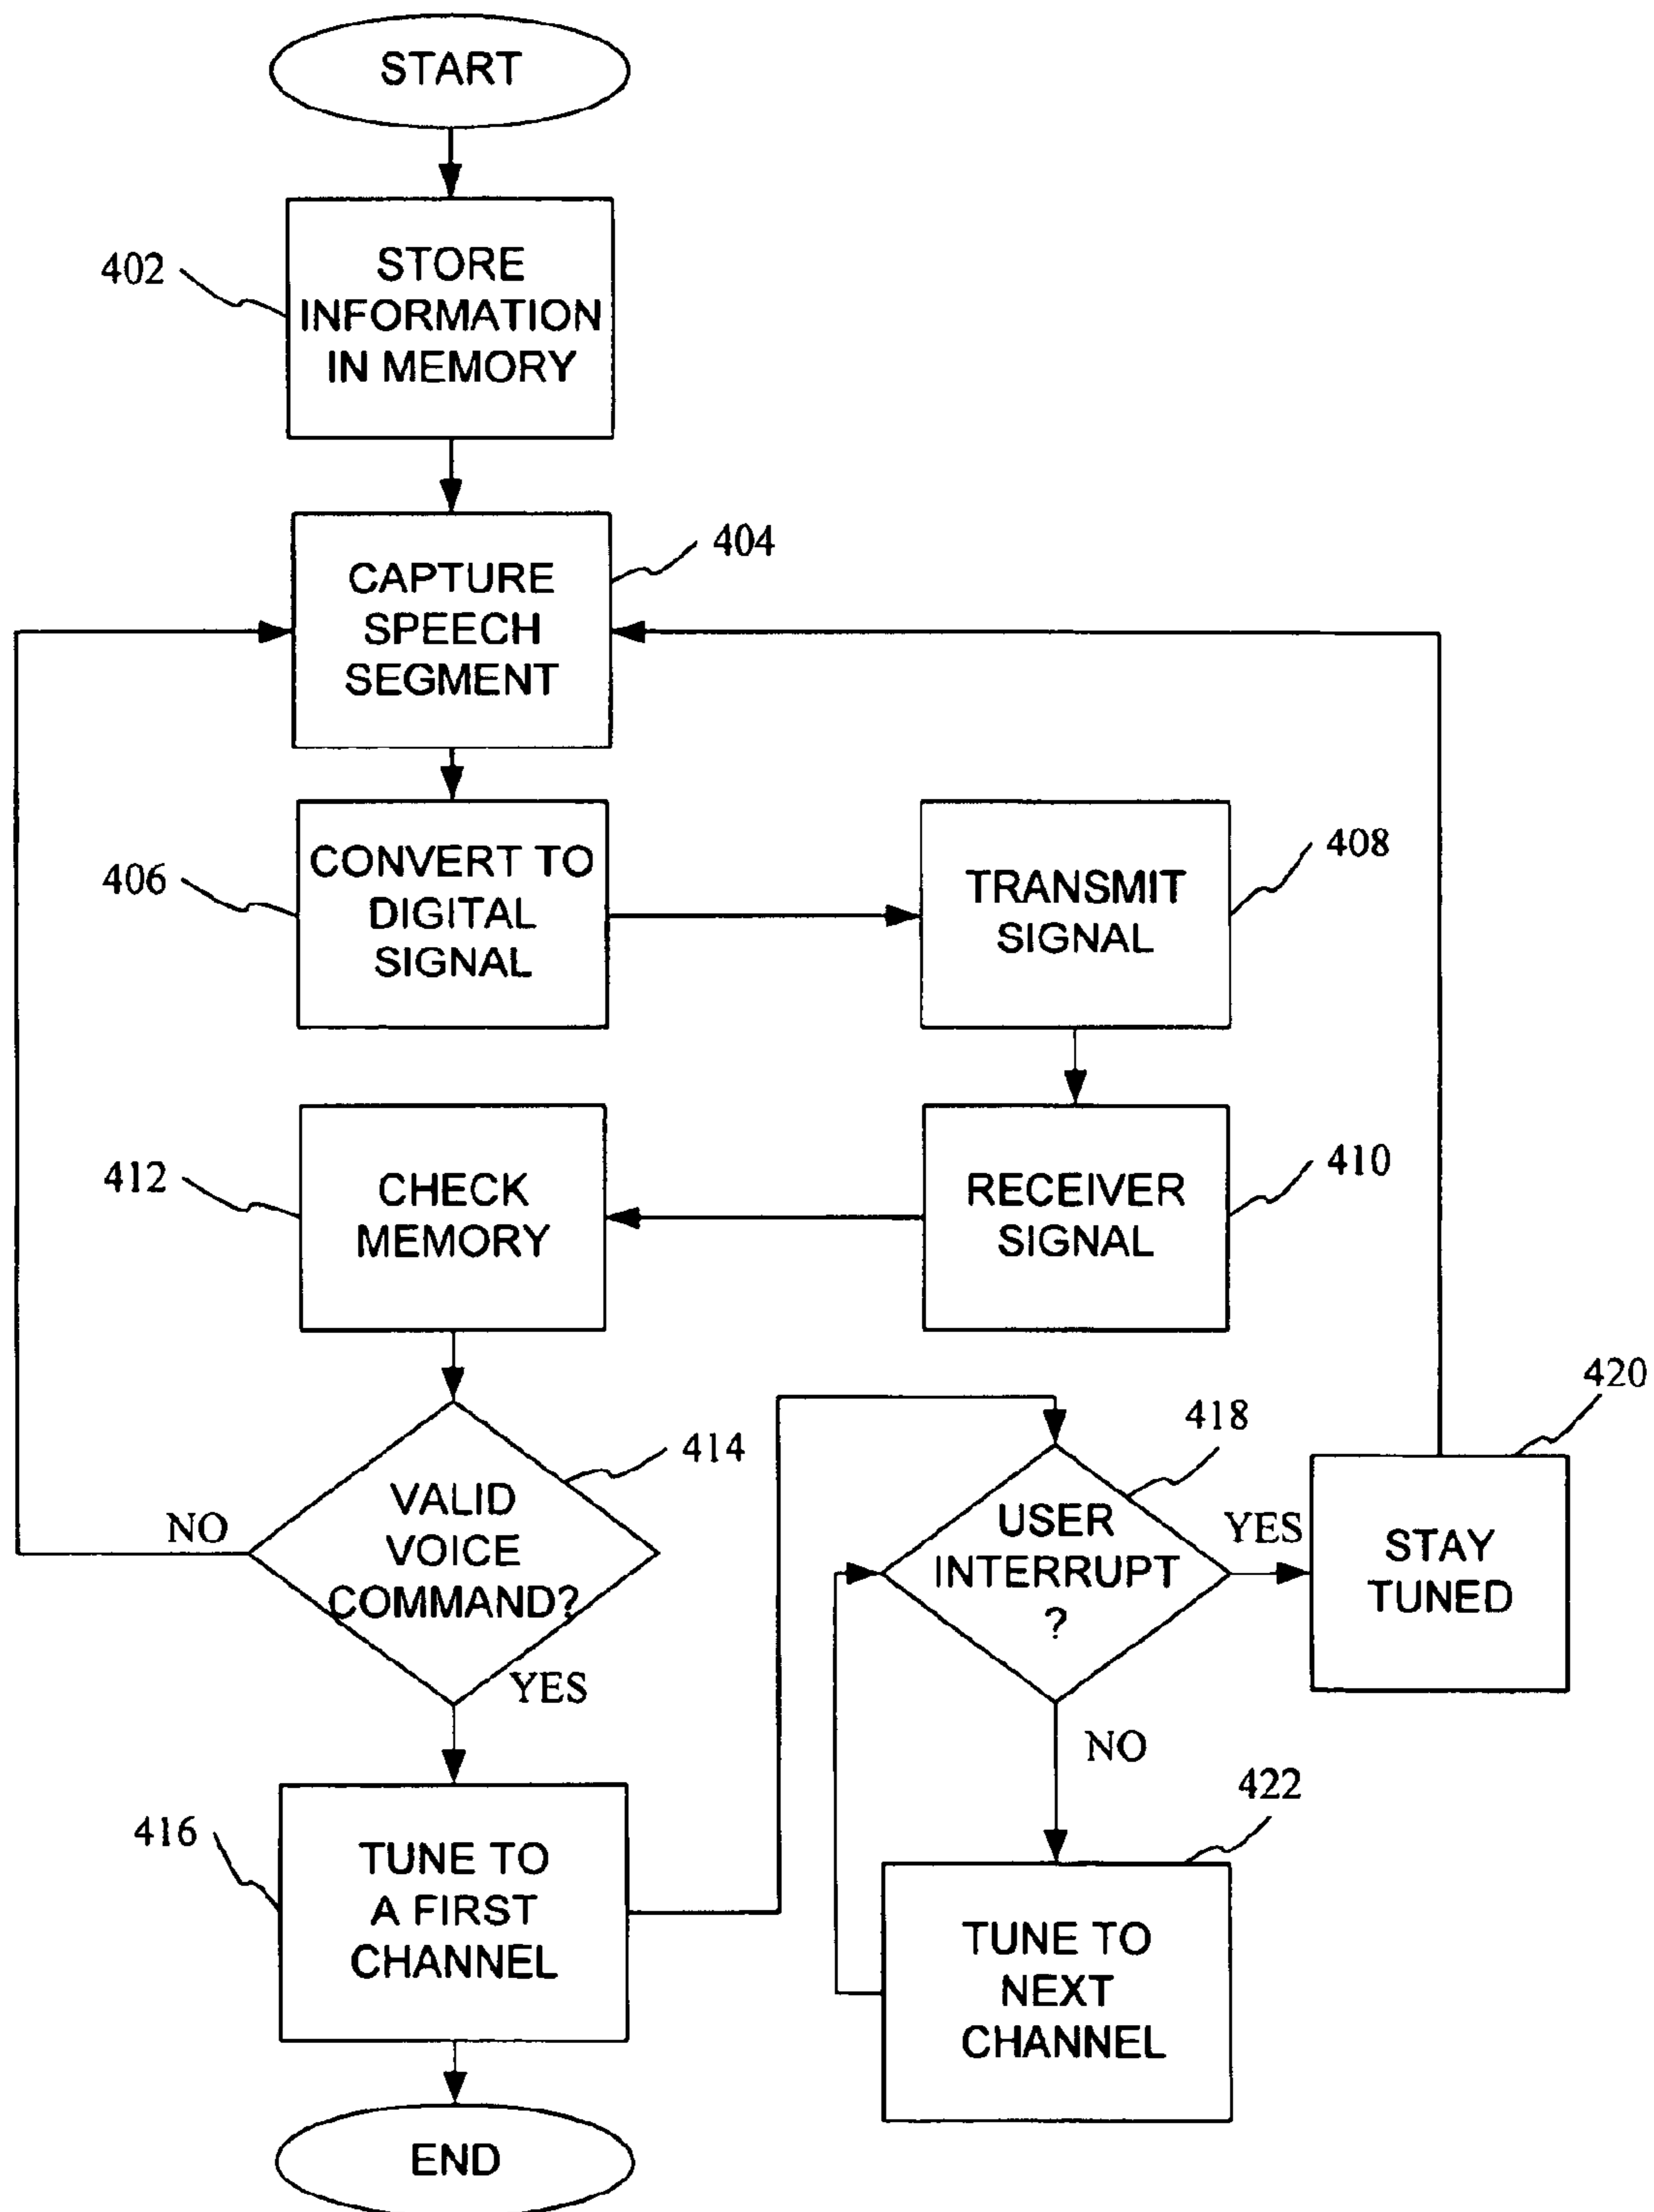 START
402
STORE
INFORMATION
IN MEMORY
404
CAPTURE
SPEECH
SEGMENT
406
CONVERT TO
DIGITAL
SIGNAL
408
TRANSMIT
SIGNAL
410
RECEIVER
SIGNAL
412
CHECK
MEMORY
414
VALID
VOICE
COMMAND?
NO
YES
416
TUNE TO
A FIRST
CHANNEL
418
USER
INTERRUPT
?
YES
420
STAY
TUNED
NO
422
TUNE TO
NEXT
CHANNEL
END